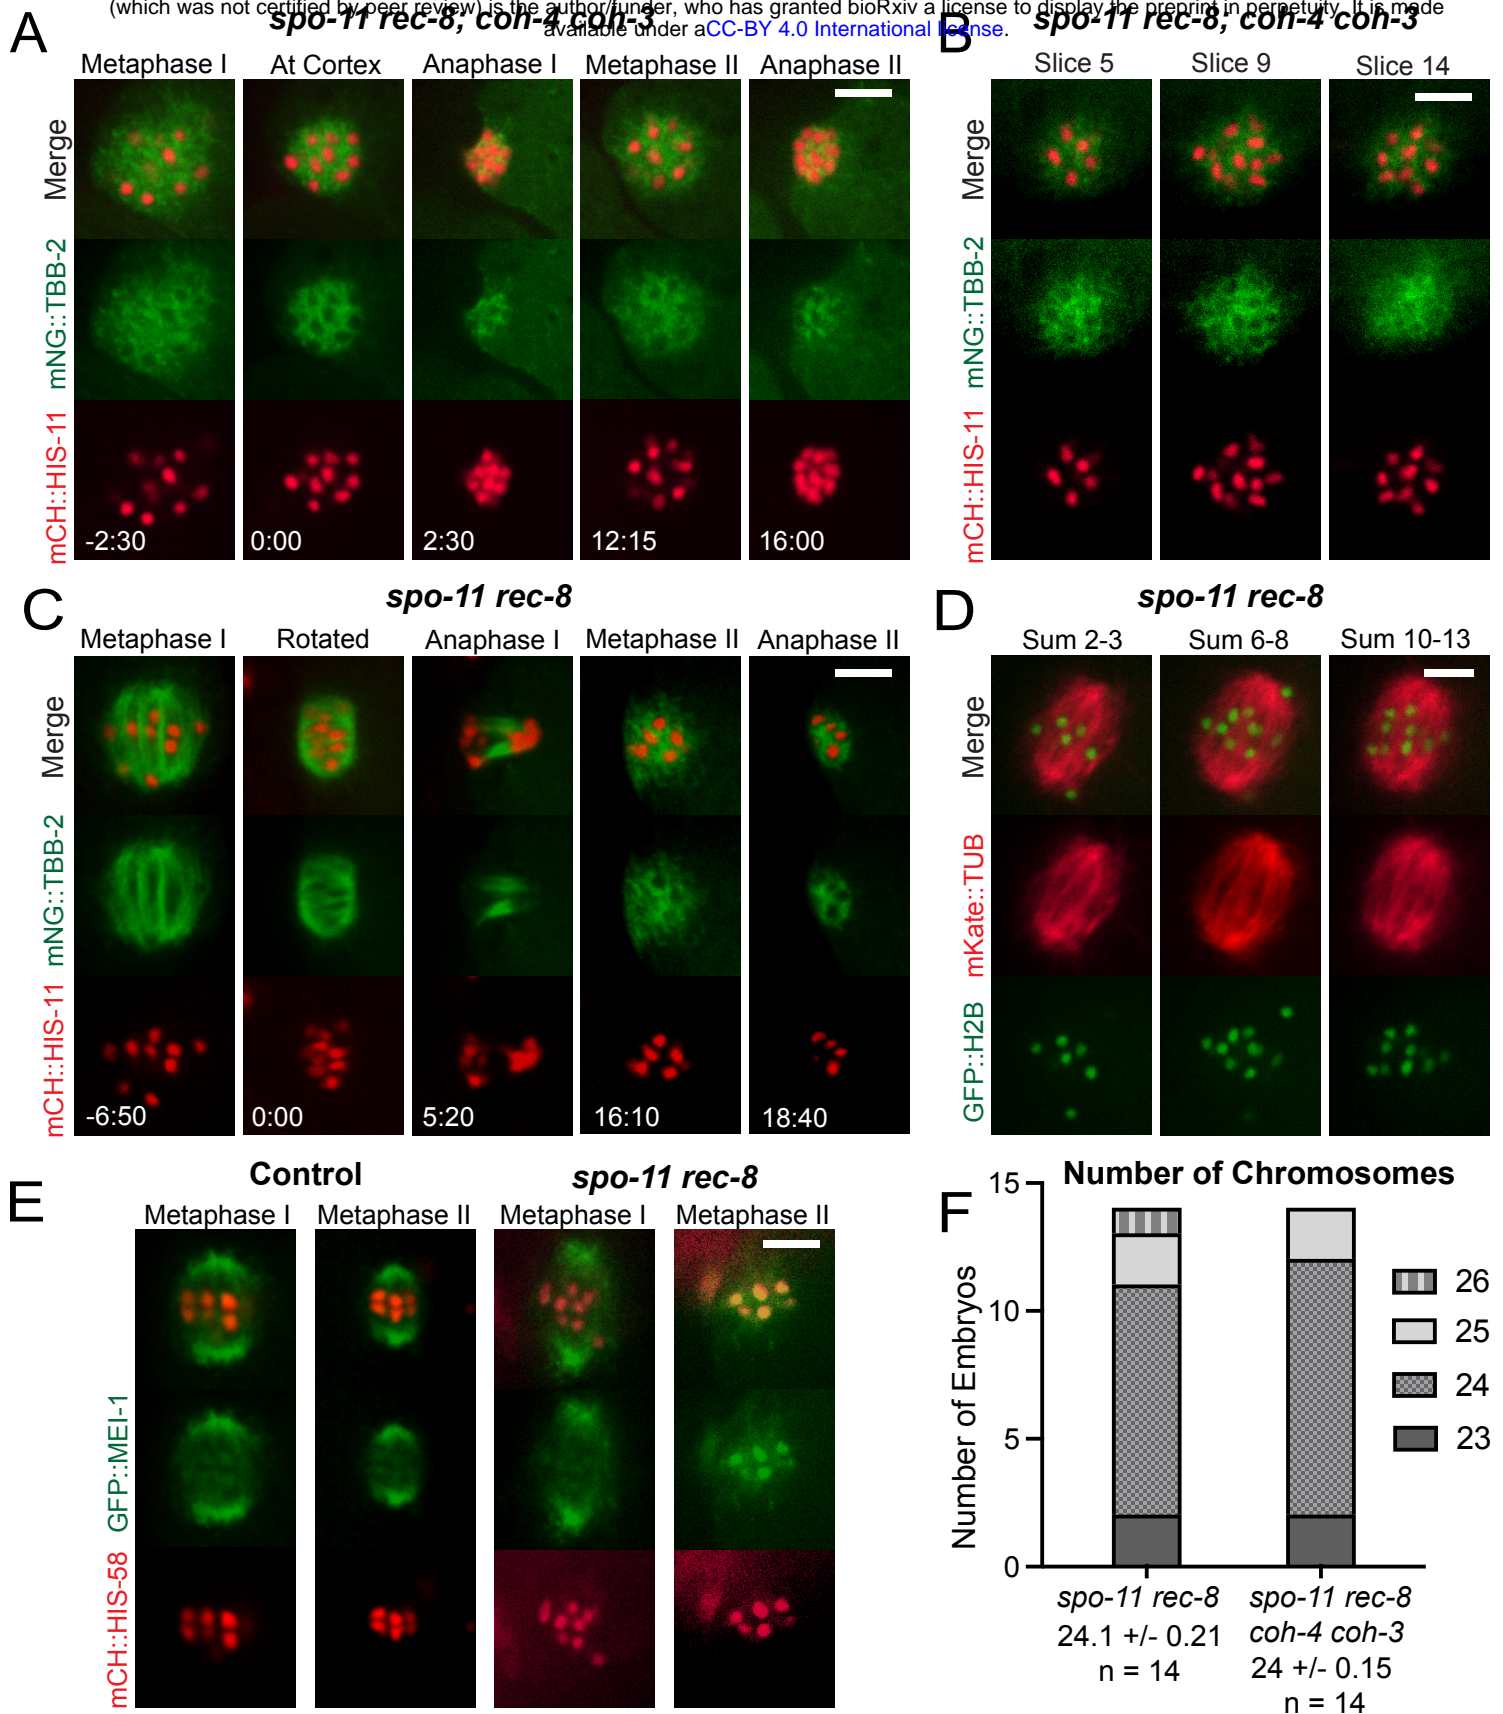 (which was not certified by peer review) is the author/funder, who has granted bioRxiv a license to display the preprint in perpetuity. It is made
available under aCC-BY 4.0 International license.
A
spo-11 rec-8; coh-4 coh-3
Metaphase I
At Cortex
Anaphase I
Metaphase II
Anaphase II
Merge
mNG::TBB-2
mCH::HIS-11
-2:30
0:00
2:30
12:15
16:00
B
spo-11 rec-8; coh-4 coh-3
Slice 5
Slice 9
Slice 14
Merge
mNG::TBB-2
mCH::HIS-11
C
spo-11 rec-8
Metaphase I
Rotated
Anaphase I
Metaphase II
Anaphase II
Merge
mNG::TBB-2
mCH::HIS-11
-6:50
0:00
5:20
16:10
18:40
D
spo-11 rec-8
Sum 2-3
Sum 6-8
Sum 10-13
Merge
mKate::TUB
GFP::H2B
E
Control
spo-11 rec-8
Metaphase I
Metaphase II
Metaphase I
Metaphase II
GFP::MEI-1
mCH::HIS-58
F
Number of Chromosomes
Number of Embryos
15
10
5
0
26
25
24
23
spo-11 rec-8
24.1 +/- 0.21
n = 14
spo-11 rec-8
coh-4 coh-3
24 +/- 0.15
n = 14